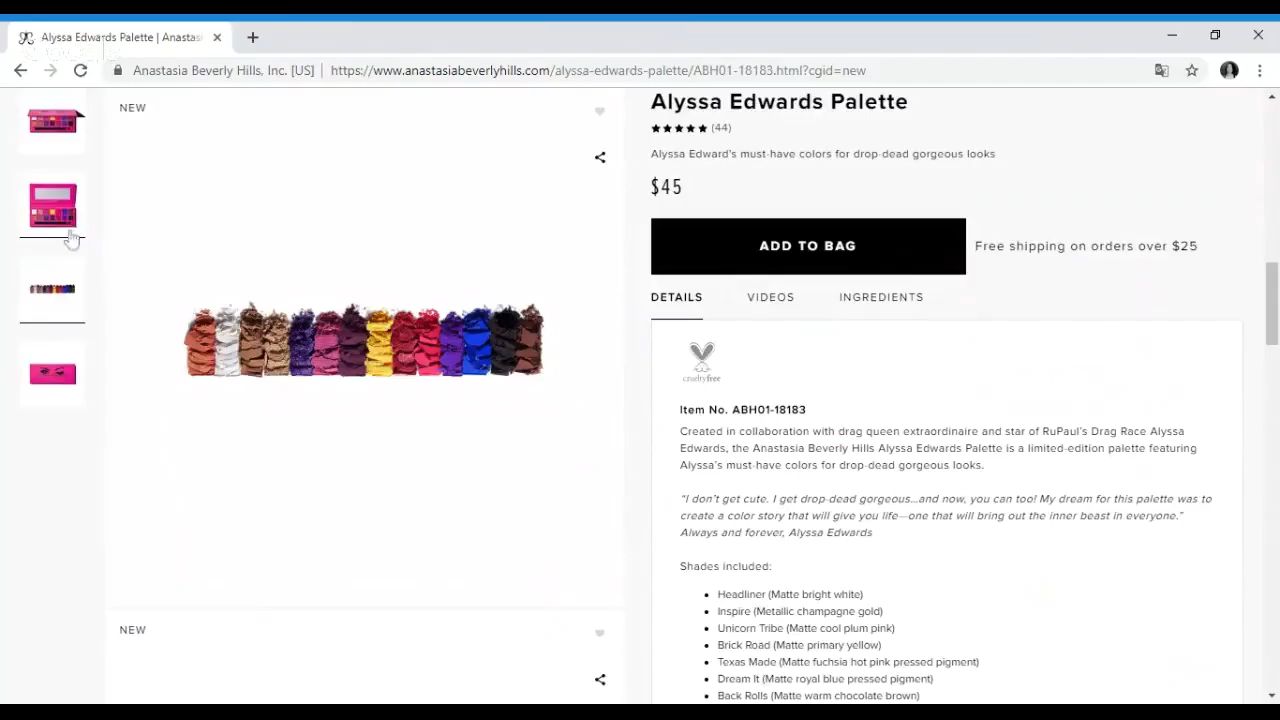 Alyssa Edwards Palette | Anastas
Anastasia Beverly Hills, Inc. [US] | https://www.anastasiabeverlyhills.com/alyssa-edwards-palette/ABH01-18183.html?cgid=new
NEW
Alyssa Edwards Palette
(44)
Alyssa Edward's must-have colors for drop-dead gorgeous looks
$45
ADD TO BAG
Free shipping on orders over $25
DETAILS
VIDEOS
INGREDIENTS
crueltyfree
Item No. ABH01-18183
Created in collaboration with drag queen extraordinaire and star of RuPaul's Drag Race Alyssa
Edwards, the Anastasia Beverly Hills Alyssa Edwards Palette is a limited-edition palette featuring
Alyssa's must-have colors for drop-dead gorgeous looks.
"I don't get cute. I get drop-dead gorgeous...and now, you can too! My dream for this palette was to
create a color story that will give you life—one that will bring out the inner beast in everyone."
Always and forever, Alyssa Edwards
Shades included:
Headliner (Matte bright white)
Inspire (Metallic champagne gold)
Unicorn Tribe (Matte cool plum pink)
Brick Road (Matte primary yellow)
Texas Made (Matte fuchsia hot pink pressed pigment)
Dream It (Matte royal blue pressed pigment)
Back Rolls (Matte warm chocolate brown)
NEW